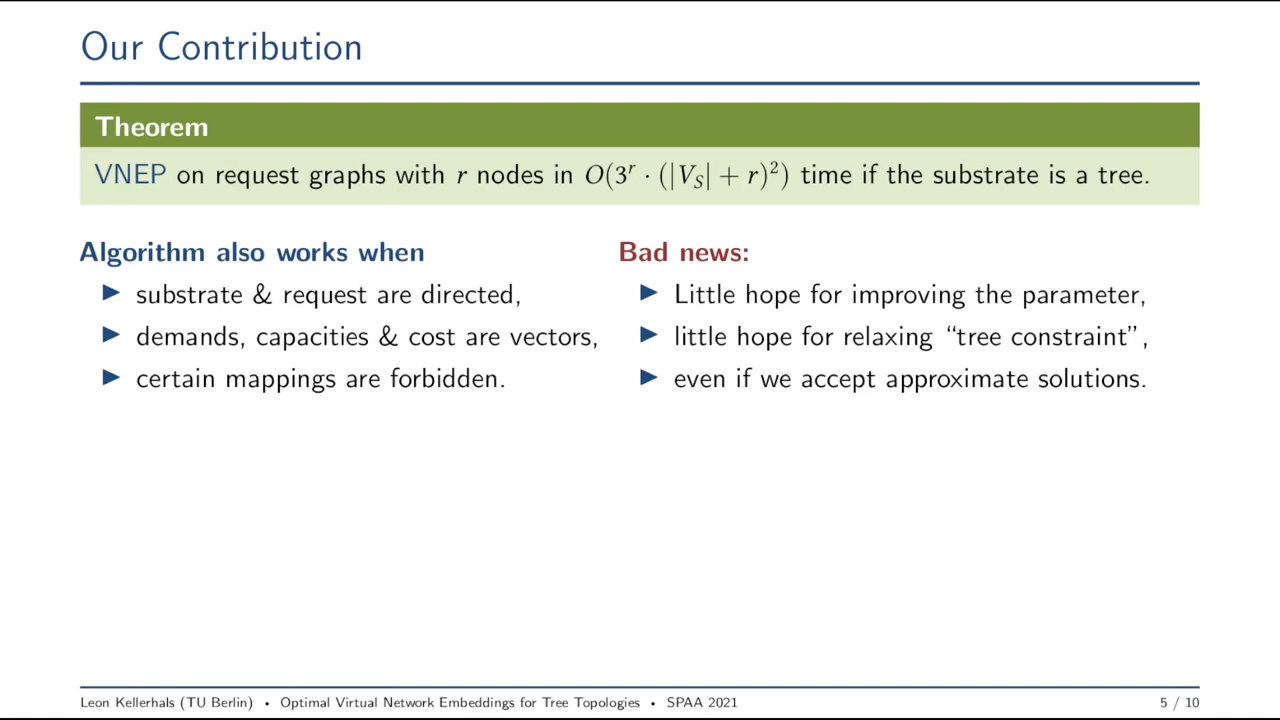 Our Contribution
Theorem
VNEP on request graphs with r nodes in O(3^r · (|V_S| + r)^2) time if the substrate is a tree.
Algorithm also works when
▶ substrate & request are directed,
▶ demands, capacities & cost are vectors,
▶ certain mappings are forbidden.
Bad news:
▶ Little hope for improving the parameter,
▶ little hope for relaxing “tree constraint”,
▶ even if we accept approximate solutions.
Leon Kellerhals (TU Berlin) • Optimal Virtual Network Embeddings for Tree Topologies • SPAA 2021 5 / 10